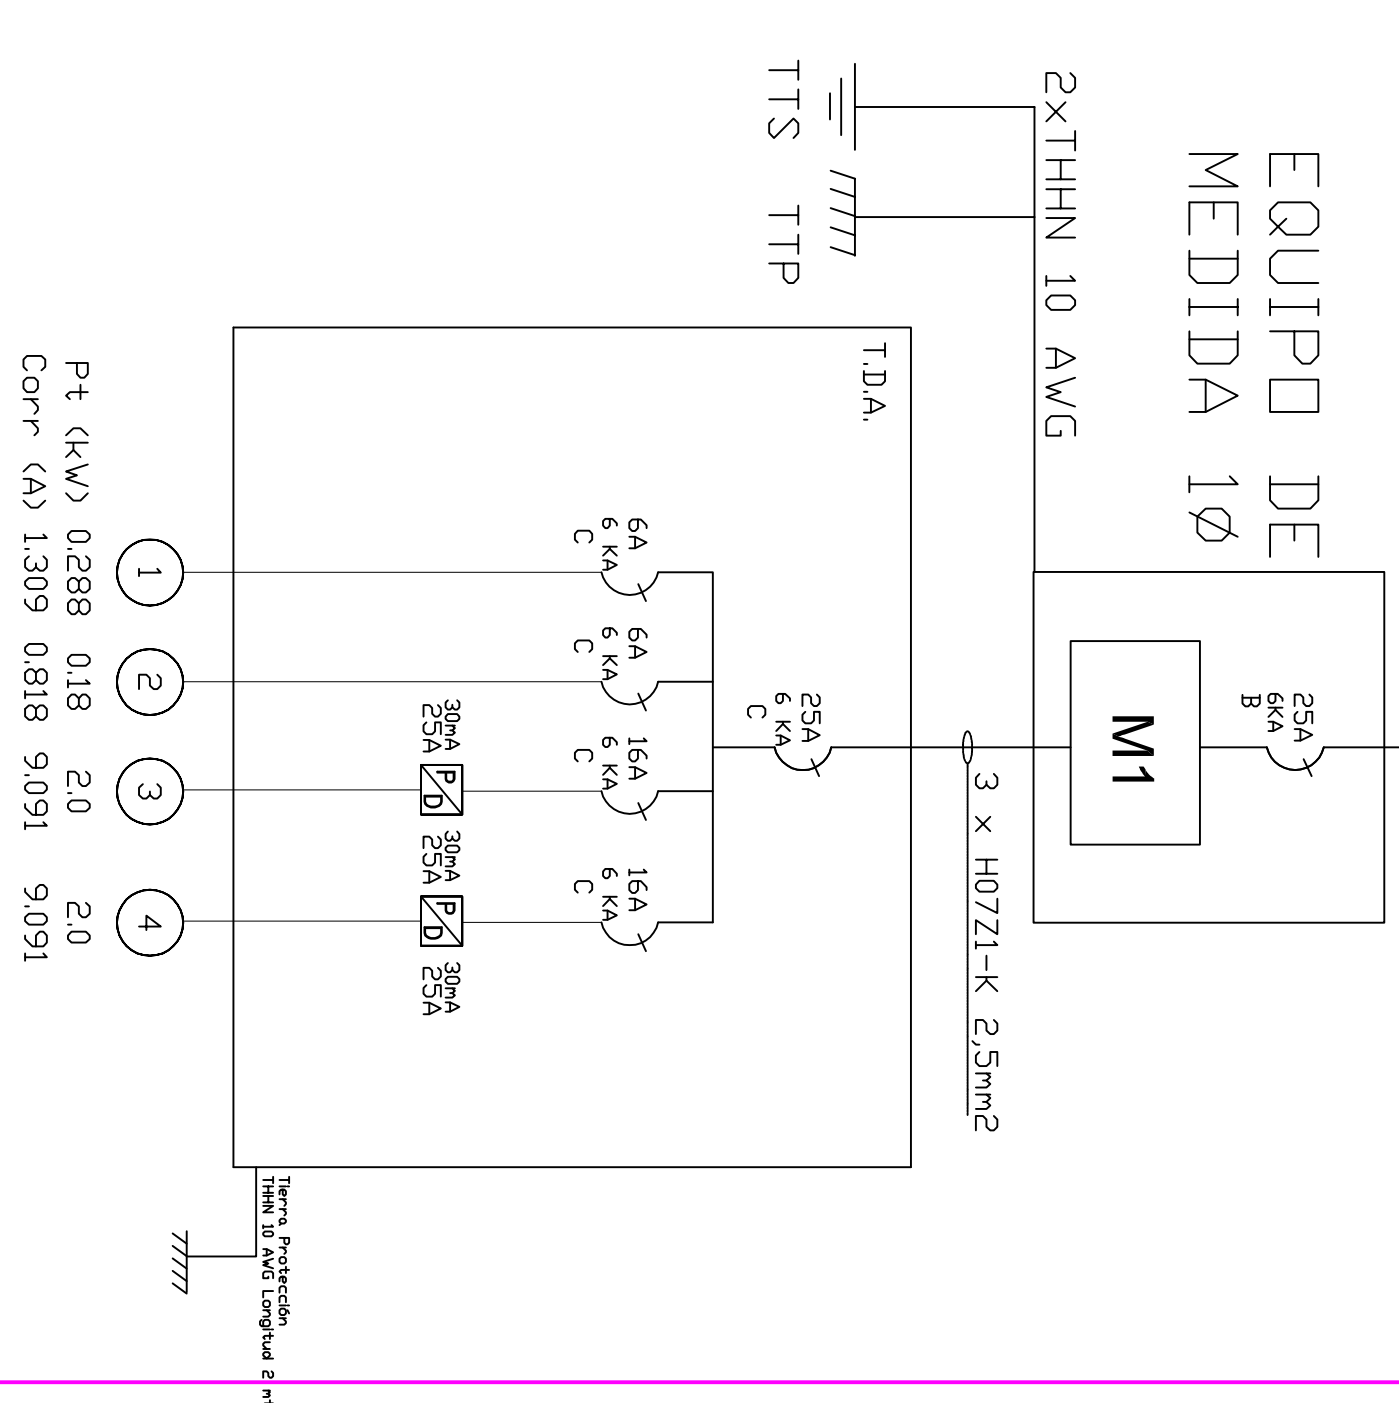 EQUIPO DE
MEDIDA 1Ø
25A
6KA
B
M1
2xTHHN 10 AWG
TTS
TTP
3 x H07Z1-K 2,5mm2
T.D.A.
25A
6 KA
C
6A
6 KA
C
6A
6 KA
C
16A
6 KA
C
16A
6 KA
C
30mA
25A
P
D
30mA
25A
P
D
30mA
25A
1
2
3
4
Pt (kW) 0.288 0.18 2.0 2.0
Corr (A) 1.309 0.818 9.091 9.091
Tierra Protección
THHN 10 AWG Longitud 2 mt